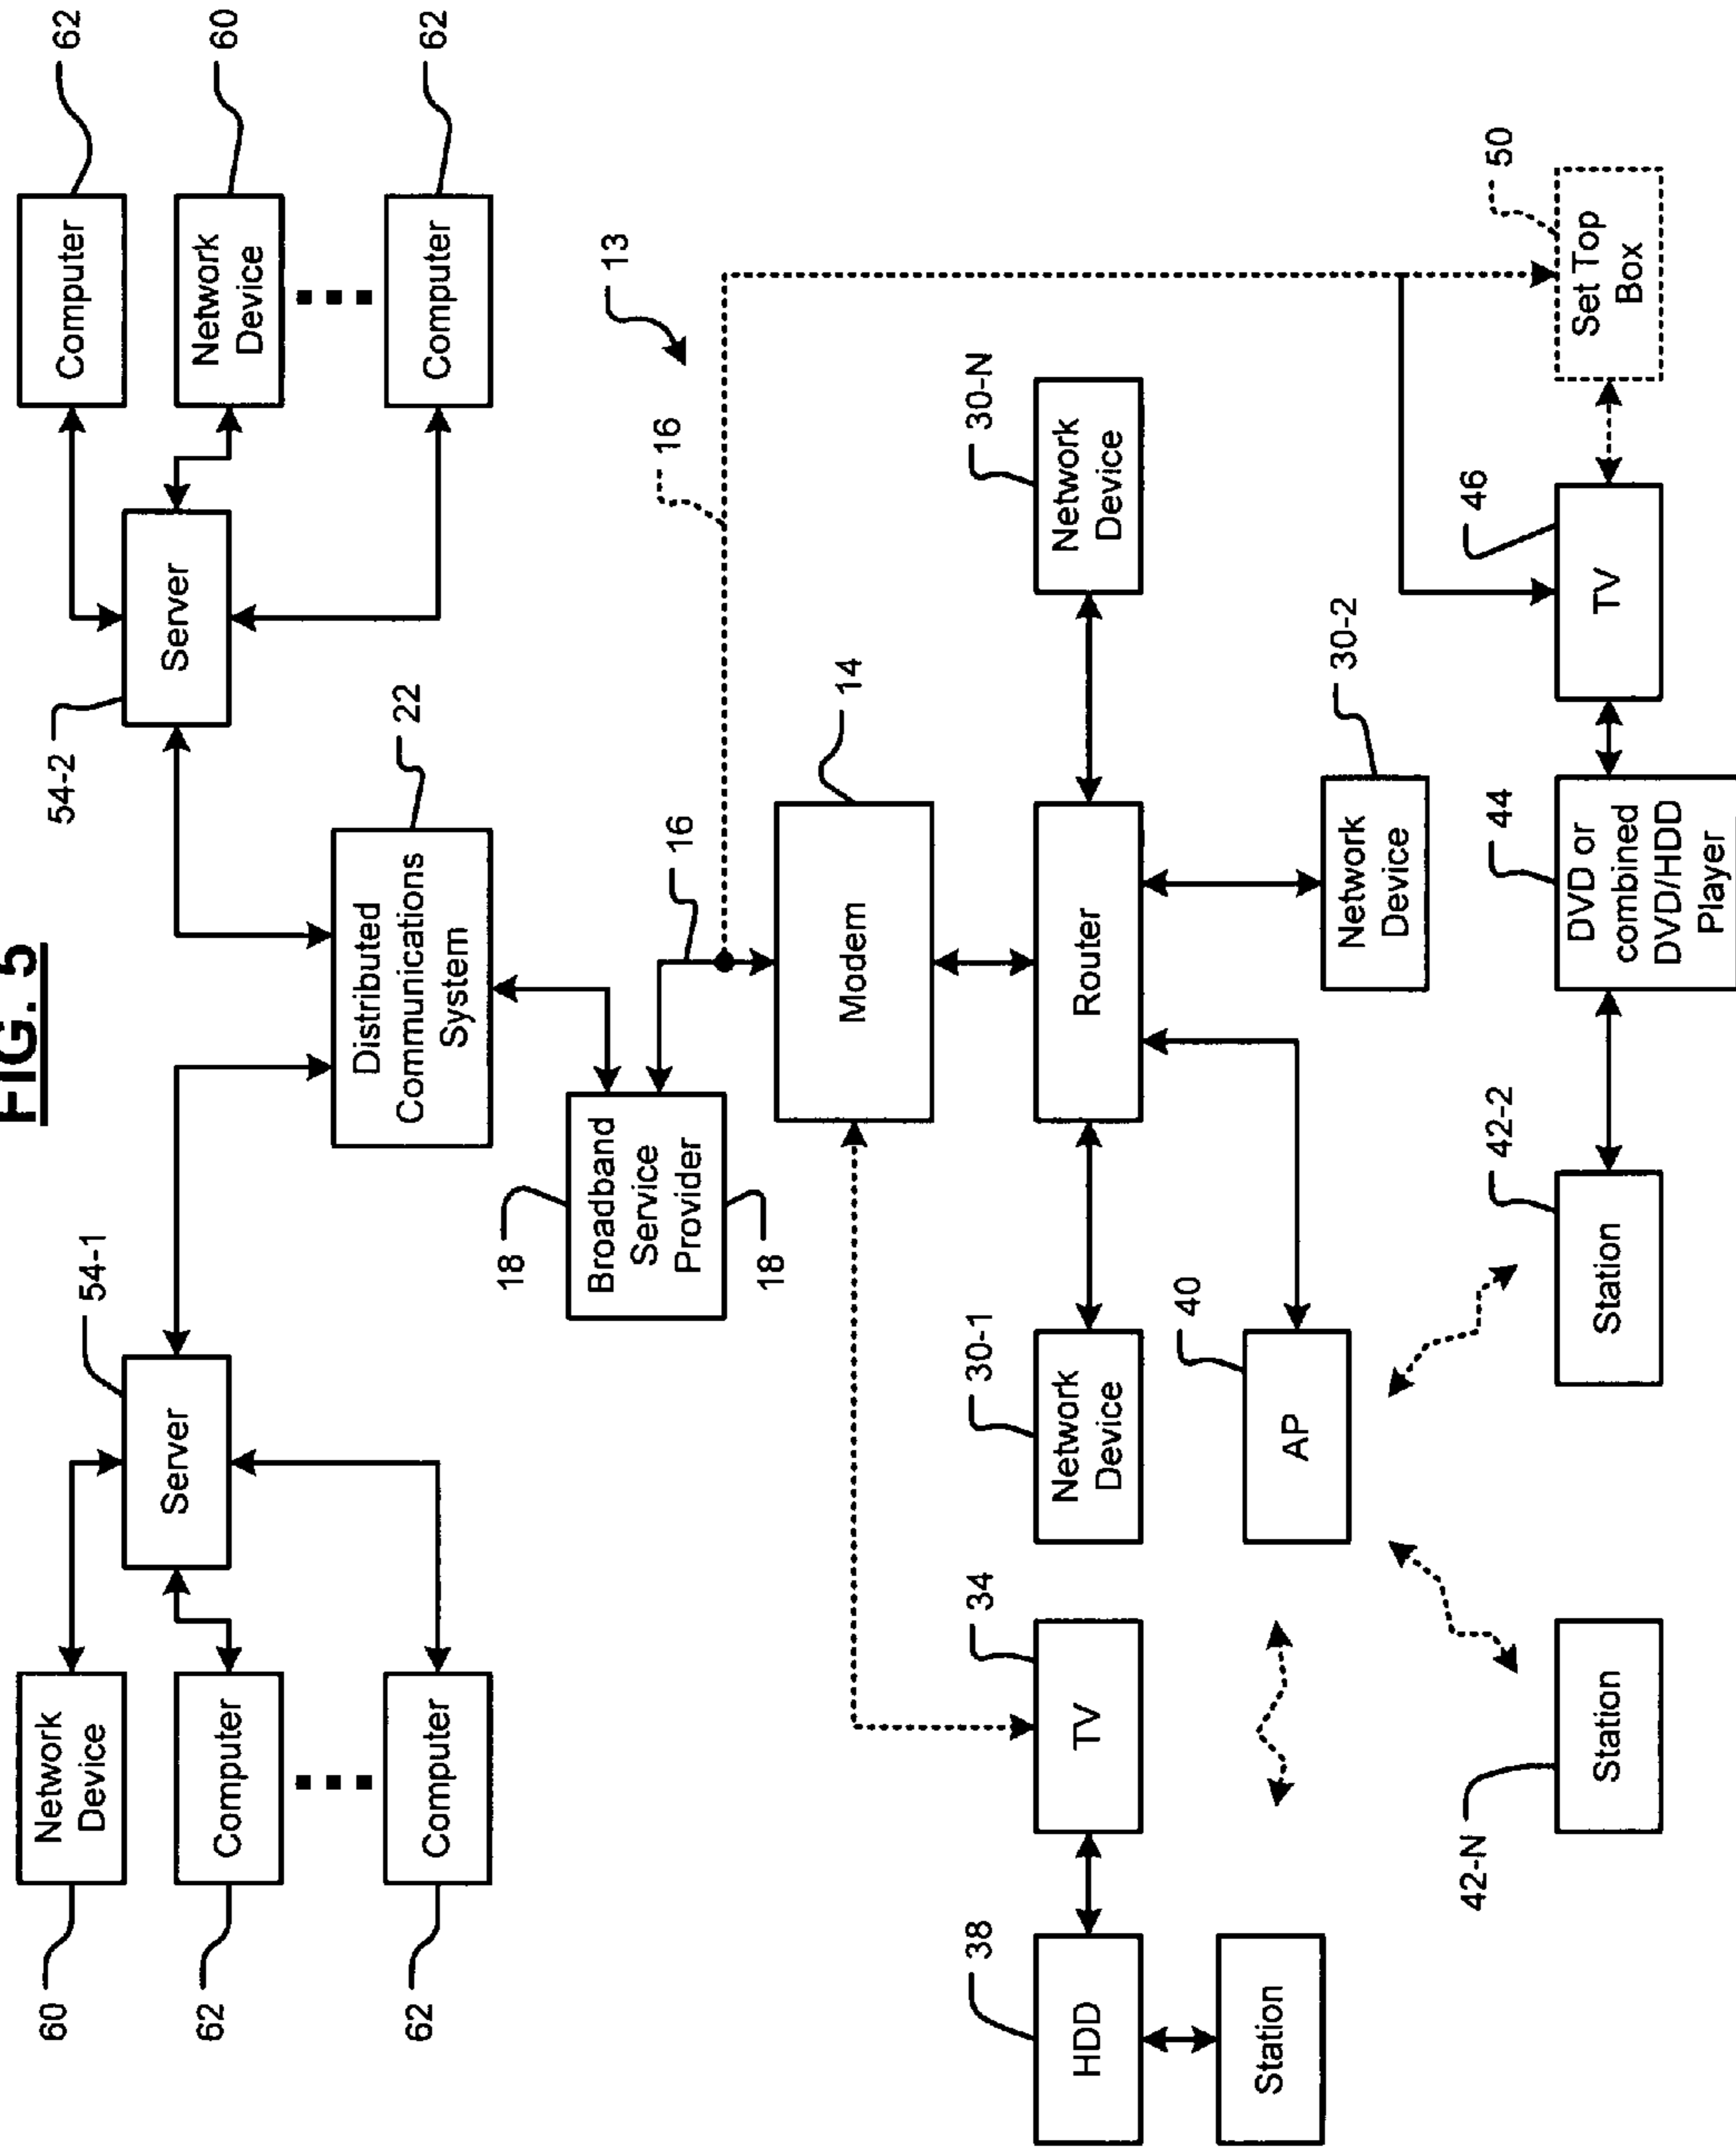 FIG. 5
60
Network
Device
62
Computer
62
Computer
Server
54-1
54-2
Server
Computer
62
Network
Device
60
Computer
62
Distributed
Communications
System
22
18
Broadband
Service
Provider
18
16
16
13
Modem
14
38
HDD
Station
34
TV
30-1
Network
Device
Router
Network
Device
30-N
40
AP
Network
Device
30-2
42-N
Station
42-2
Station
44
DVD or
combined
DVD/HDD
Player
46
TV
50
Set Top
Box